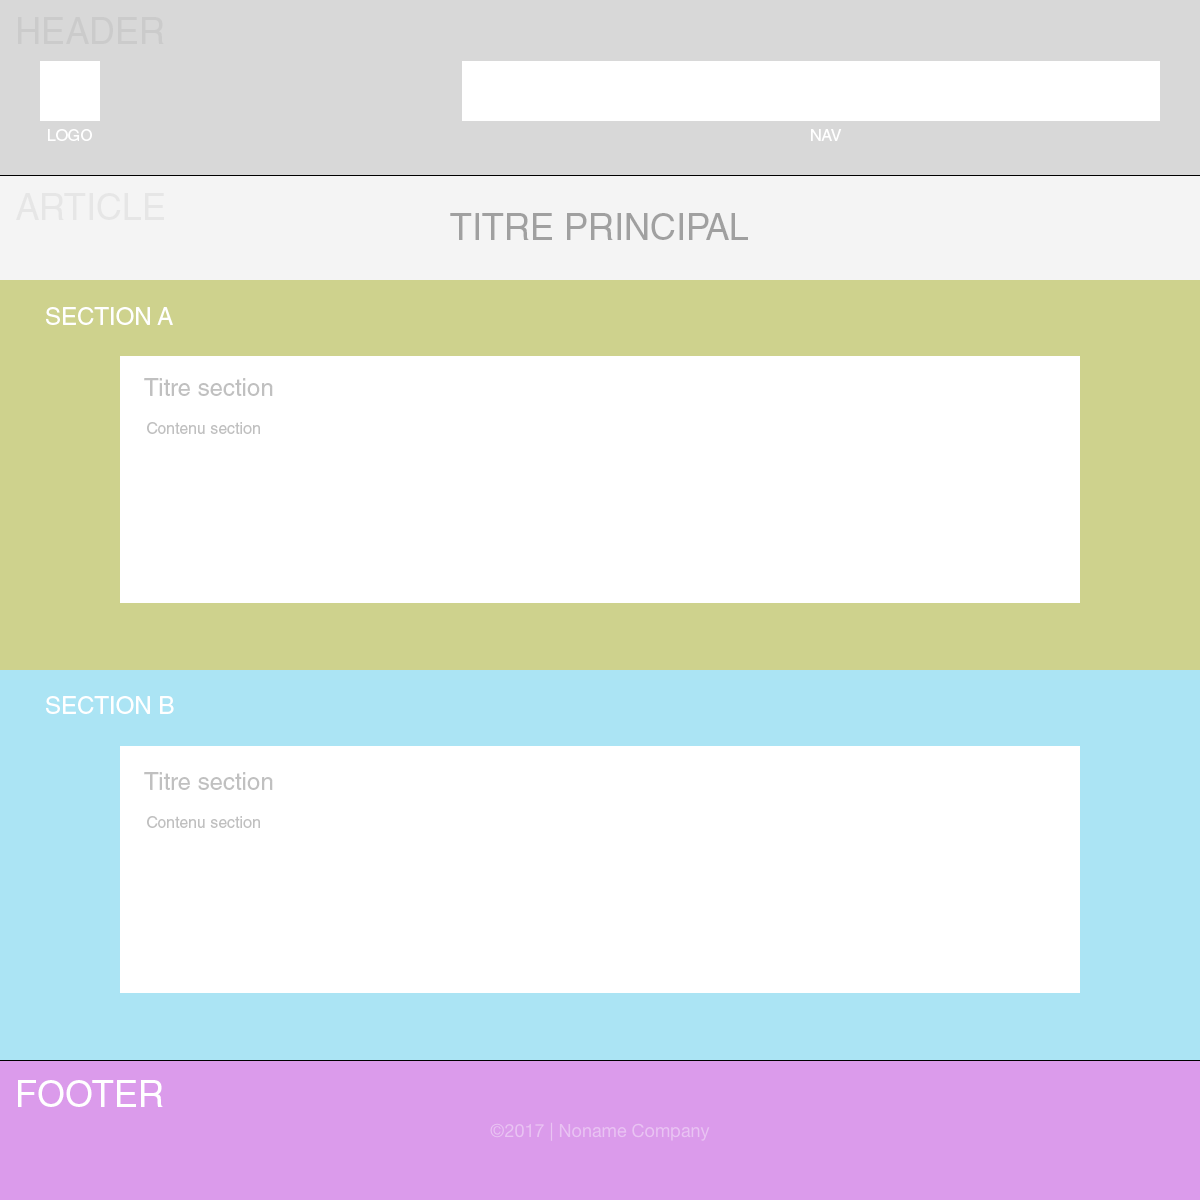 HEADER
LOGO
NAV
ARTICLE
TITRE PRINCIPAL
SECTION A
Titre section
Contenu section
SECTION B
Titre section
Contenu section
FOOTER
©2017 | Noname Company